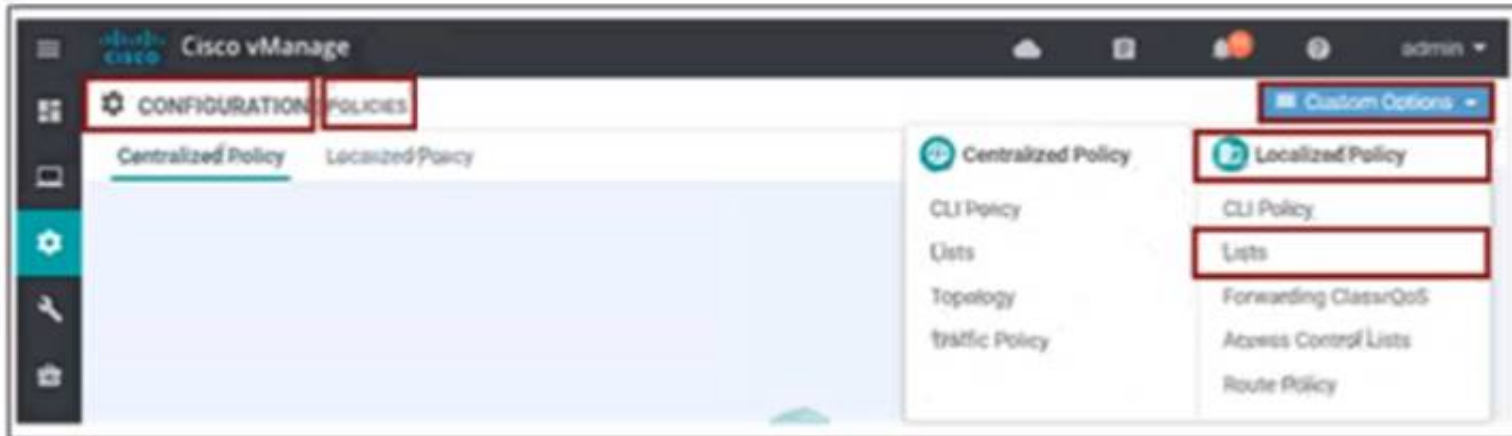 CISCO Cisco vManage admin
CONFIGURATION POLICIES Custom Options
Centralized Policy Localized Policy
Centralized Policy Localized Policy
CLI Policy CLI Policy
Lists Lists
Topology Forwarding Class/QoS
Traffic Policy Access Control Lists
Route Policy